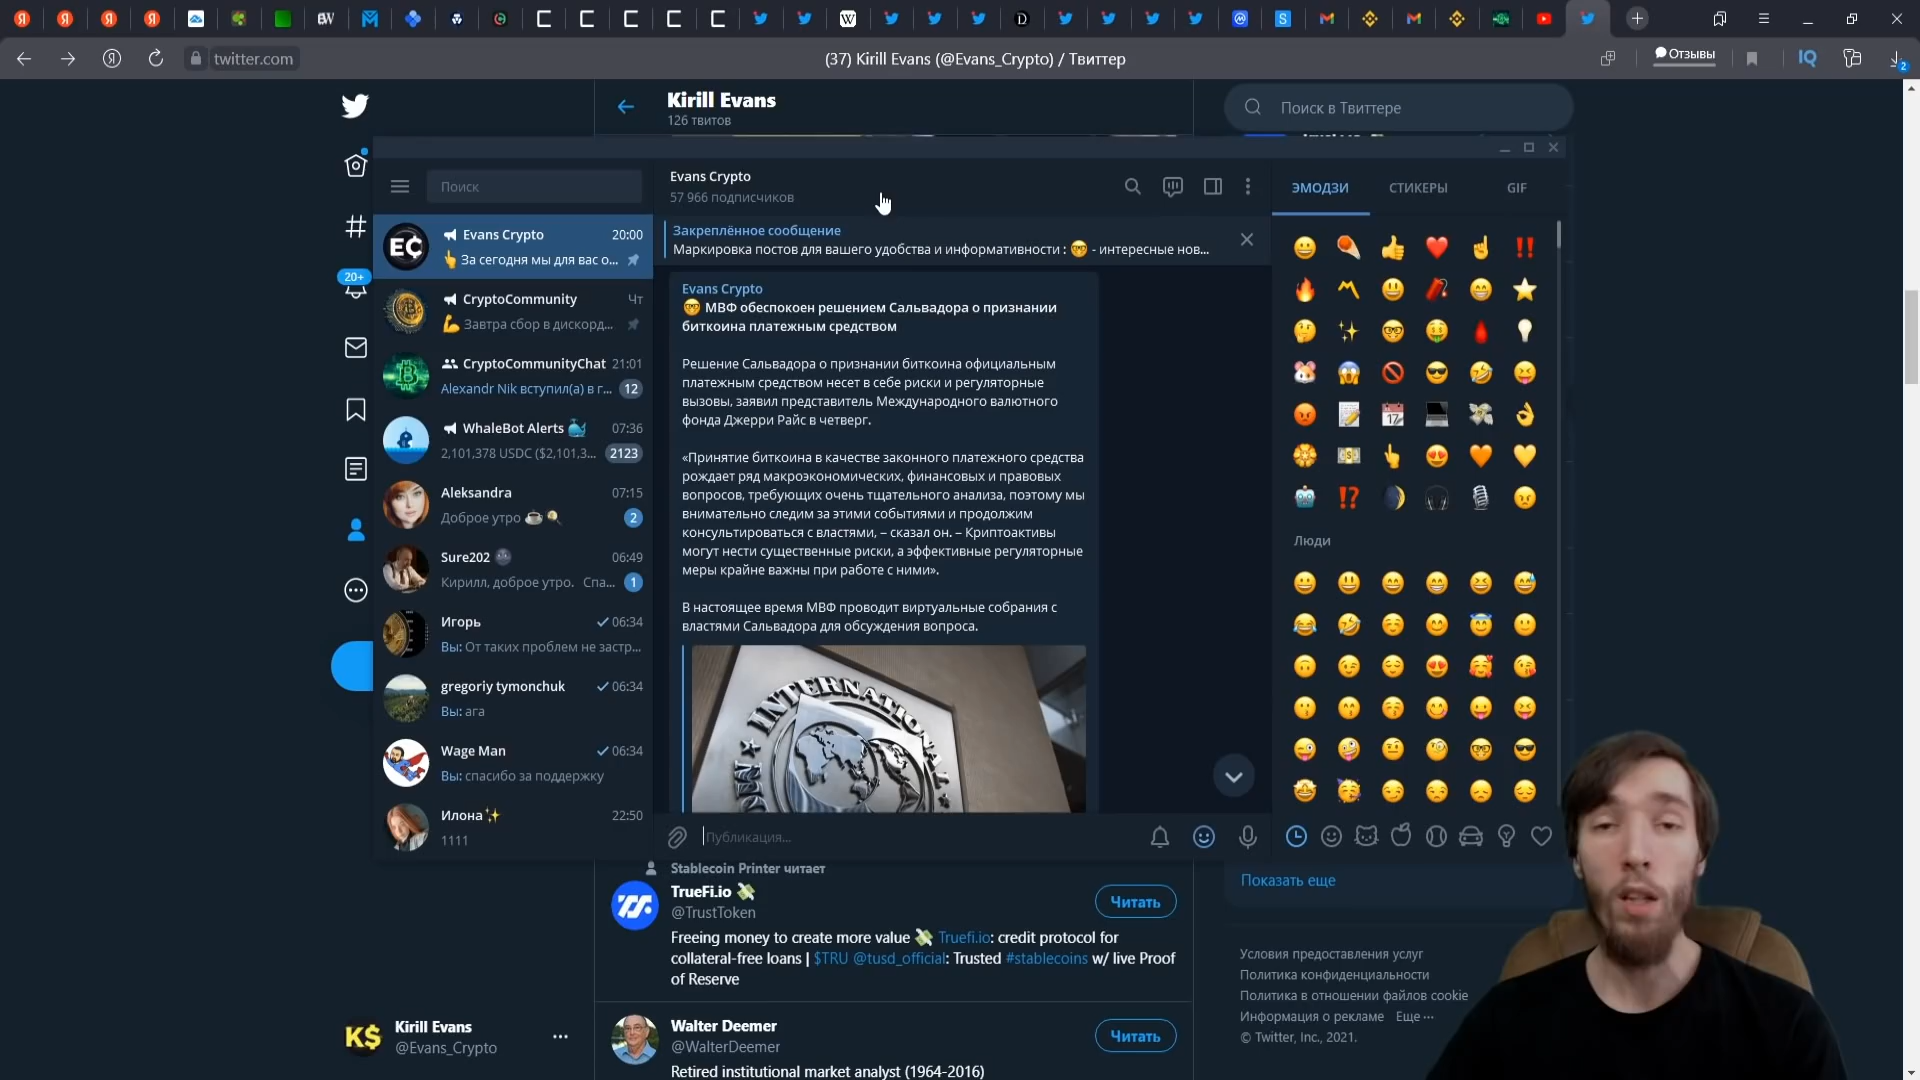 twitter.com
(37) Kirill Evans (@Evans_Crypto) / Твиттер
Отзывы
IQ
2
Kirill Evans
126 твитов
Поиск в Твиттере
20+
Поиск
Evans Crypto 20:00
👆 За сегодня мы для вас о...
CryptoCommunity Чт
💪 Завтра сбор в дискорд...
CryptoCommunityChat 21:01
Alexandr Nik вступил(а) в г... 12
WhaleBot Alerts 🐳 07:36
2,101,378 USDC ($2,101,3... 2123
Aleksandra 07:15
Доброе утро ☕🍳 2
Sure202 🌚 06:49
Кирилл, доброе утро. Спа... 1
Игорь 06:34
Вы: От таких проблем не застр...
gregoriy tymonchuk 06:34
Вы: ага
Wage Man 06:34
Вы: спасибо за поддержку
Илона✨ 22:50
1111
Evans Crypto
57 966 подписчиков
Закреплённое сообщение
Маркировка постов для вашего удобства и информативности : 🤓 - интересные нов...
Evans Crypto
🤓 МВФ обеспокоен решением Сальвадора о признании
биткоина платежным средством
Решение Сальвадора о признании биткоина официальным
платежным средством несет в себе риски и регуляторные
вызовы, заявил представитель Международного валютного
фонда Джерри Райс в четверг.
«Принятие биткоина в качестве законного платежного средства
рождает ряд макроэкономических, финансовых и правовых
вопросов, требующих очень тщательного анализа, поэтому мы
внимательно следим за этими событиями и продолжим
консультироваться с властями, – сказал он. – Криптоактивы
могут нести существенные риски, а эффективные регуляторные
меры крайне важны при работе с ними».
В настоящее время МВФ проводит виртуальные собрания с
властями Сальвадора для обсуждения вопроса.
INTERNATIONAL
Публикация...
ЭМОДЗИ СТИКЕРЫ GIF
Люди
Stablecoin Printer читает
TrueFi.io 💸
@TrustToken
Читать
Freeing money to create more value 💸 Truefi.io: credit protocol for
collateral-free loans | $TRU @tusd_official: Trusted #stablecoins w/ live Proof
of Reserve
Walter Deemer
@WalterDeemer
Читать
Retired institutional market analyst (1964-2016)
Показать еще
Условия предоставления услуг
Политика конфиденциальности
Политика в отношении файлов cookie
Информация о рекламе Еще ···
© Twitter, Inc., 2021.
K$
Kirill Evans
@Evans_Crypto